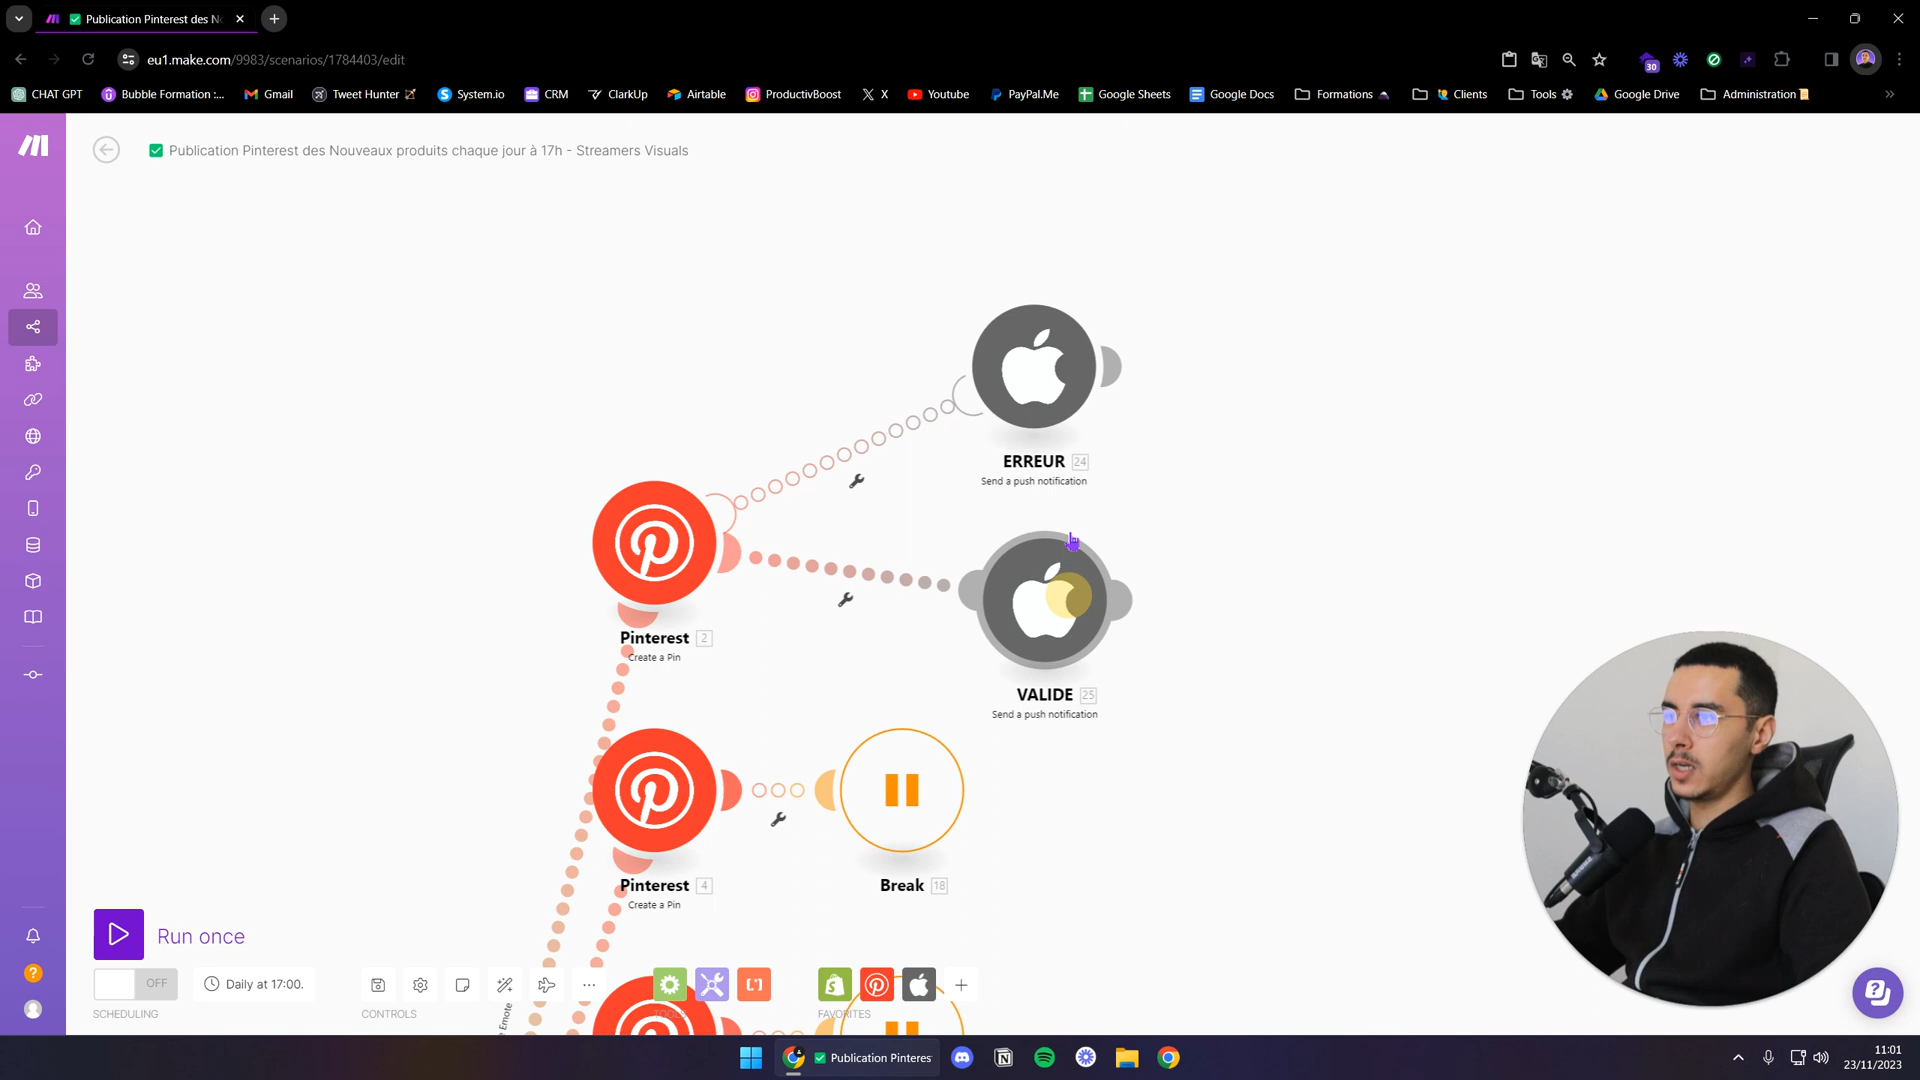 Publication Pinterest des N
eu1.make.com/9983/scenarios/1784403/edit
30
CHAT GPT
Bubble Formation :...
Gmail
Tweet Hunter
System.io
CRM
ClarkUp
Airtable
ProductivBoost
X
Youtube
PayPal.Me
Google Sheets
Google Docs
Formations
Clients
Tools
Google Drive
Administration
Publication Pinterest des Nouveaux produits chaque jour à 17h - Streamers Visuals
ERREUR 24
Send a push notification
Pinterest 2
Create a Pin
VALIDE 25
Send a push notification
Pinterest 4
Create a Pin
Break 18
Run once
OFF
Daily at 17:00.
SCHEDULING
CONTROLS
Emote
TOOLS
FAVORITES
Publication Pinteres
11:01
23/11/2023